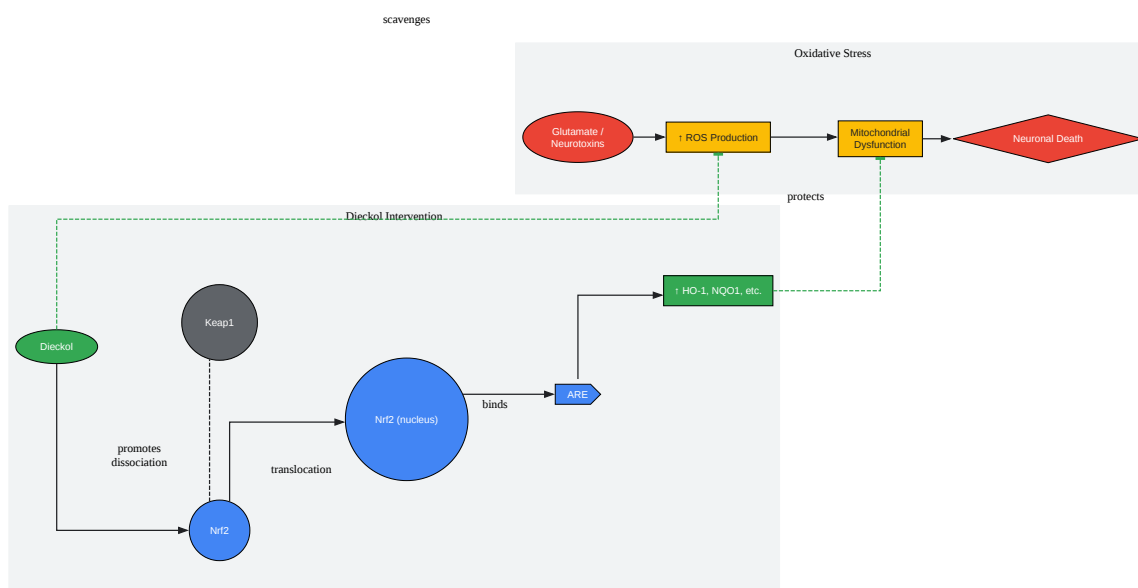 scavenges
Oxidative Stress
Glutamate /
Neurotoxins
↑ ROS Production
Mitochondrial
Dysfunction
Neuronal Death
protects
Dieckol Intervention
↑ HO-1, NQO1, etc.
Keap1
Dieckol
ARE
binds
Nrf2 (nucleus)
promotes
dissociation
translocation
Nrf2